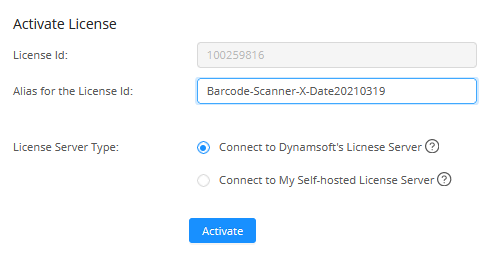 Activate License
License Id: 100259816
Alias for the License Id: Barcode-Scanner-X-Date20210319
License Server Type: Connect to Dynamsoft's Licnese Server ?
Connect to My Self-hosted License Server ?
Activate